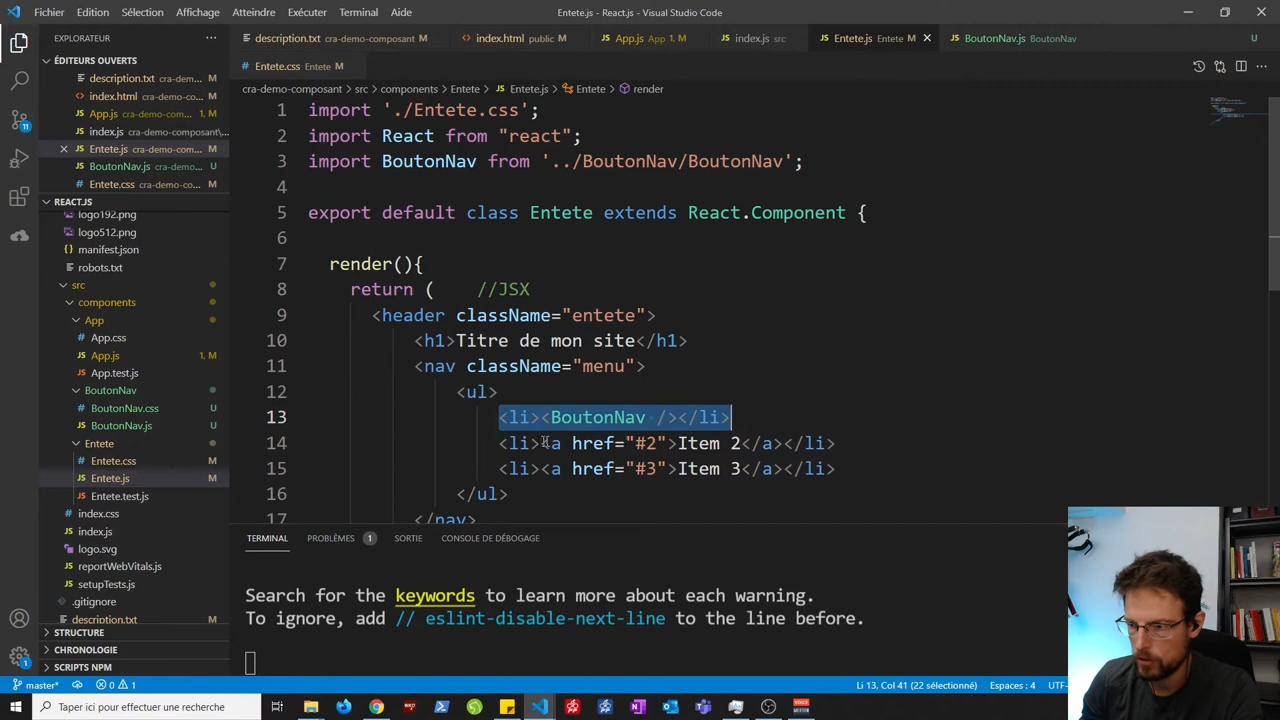 Fichier Edition Sélection Affichage Atteindre Exécuter Terminal Aide Entete.js - React.js - Visual Studio Code
EXPLORATEUR
description.txt cra-demo-composant M index.html public M App.js App 1, M index.js src Entete.js Entete M BoutonNav.js BoutonNav U
ÉDITEURS OUVERTS
Entete.css Entete M
description.txt cra-demo... M
index.html cra-demo-co... M
App.js cra-demo-com... 1, M
index.js cra-demo-composant\...
Entete.js cra-demo-com... M
BoutonNav.js cra-demo... U
Entete.css cra-demo-co... M
REACT.JS
logo192.png
logo512.png
manifest.json
robots.txt
src
components
App
App.css
App.js 1, M
App.test.js
BoutonNav
BoutonNav.css U
BoutonNav.js U
Entete
Entete.css M
Entete.js M
Entete.test.js M
index.css
index.js
logo.svg
reportWebVitals.js
setupTests.js
.gitignore
description.txt M
STRUCTURE
CHRONOLOGIE
SCRIPTS NPM
cra-demo-composant > src > components > Entete > Entete.js > Entete > render
1 import './Entete.css';
2 import React from "react";
3 import BoutonNav from '../BoutonNav/BoutonNav';
4
5 export default class Entete extends React.Component {
6
7 render(){
8 return ( //JSX
9 <header className="entete">
10 <h1>Titre de mon site</h1>
11 <nav className="menu">
12 <ul>
13 <li><BoutonNav /></li>
14 <li><a href="#2">Item 2</a></li>
15 <li><a href="#3">Item 3</a></li>
16 </ul>
17 </nav>
TERMINAL PROBLÈMES 1 SORTIE CONSOLE DE DÉBOGAGE
Search for the keywords to learn more about each warning.
To ignore, add // eslint-disable-next-line to the line before.
11
1
master* 0 1 Li 13, Col 41 (22 sélectionné) Espaces : 4 UTF-
Taper ici pour effectuer une recherche